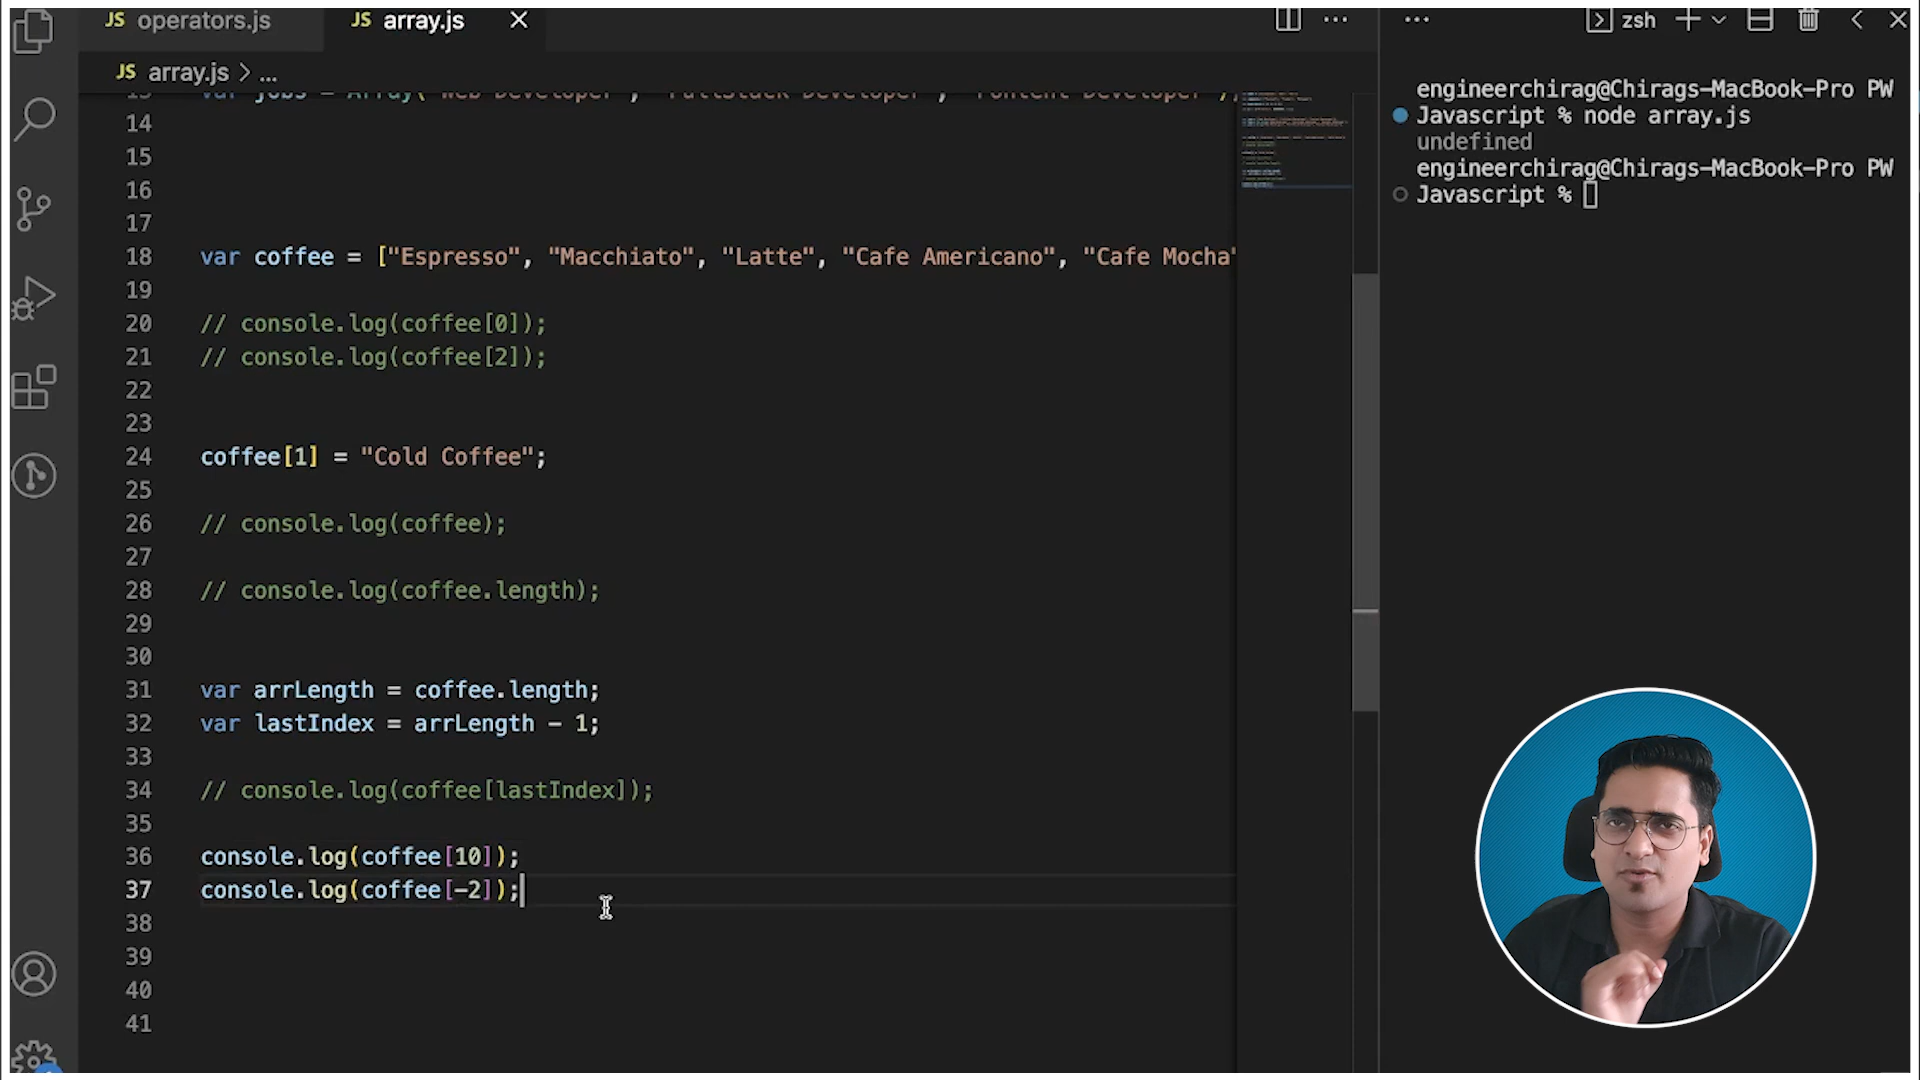 JS operators.js
JS array.js
zsh
JS array.js > ...
14
15
16
17
18 var coffee = ["Espresso", "Macchiato", "Latte", "Cafe Americano", "Cafe Mocha"
19
20 // console.log(coffee[0]);
21 // console.log(coffee[2]);
22
23
24 coffee[1] = "Cold Coffee";
25
26 // console.log(coffee);
27
28 // console.log(coffee.length);
29
30
31 var arrLength = coffee.length;
32 var lastIndex = arrLength - 1;
33
34 // console.log(coffee[lastIndex]);
35
36 console.log(coffee[10]);
37 console.log(coffee[-2]);
38
39
40
41
engineerchirag@Chirags-MacBook-Pro PW
Javascript % node array.js
undefined
engineerchirag@Chirags-MacBook-Pro PW
Javascript %